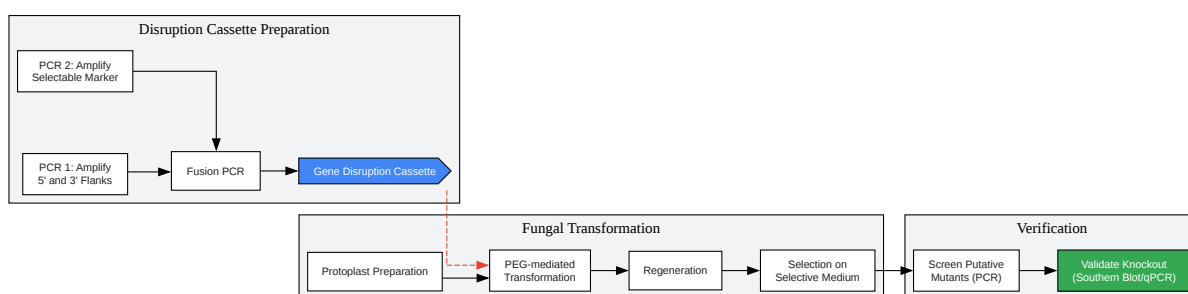 Disruption Cassette Preparation
PCR 2: Amplify
Selectable Marker
PCR 1: Amplify
5' and 3' Flanks
Fusion PCR
Gene Disruption Cassette
Fungal Transformation
Protoplast Preparation
PEG-mediated
Transformation
Regeneration
Selection on
Selective Medium
Verification
Screen Putative
Mutants (PCR)
Validate Knockout
(Southern Blot/qPCR)